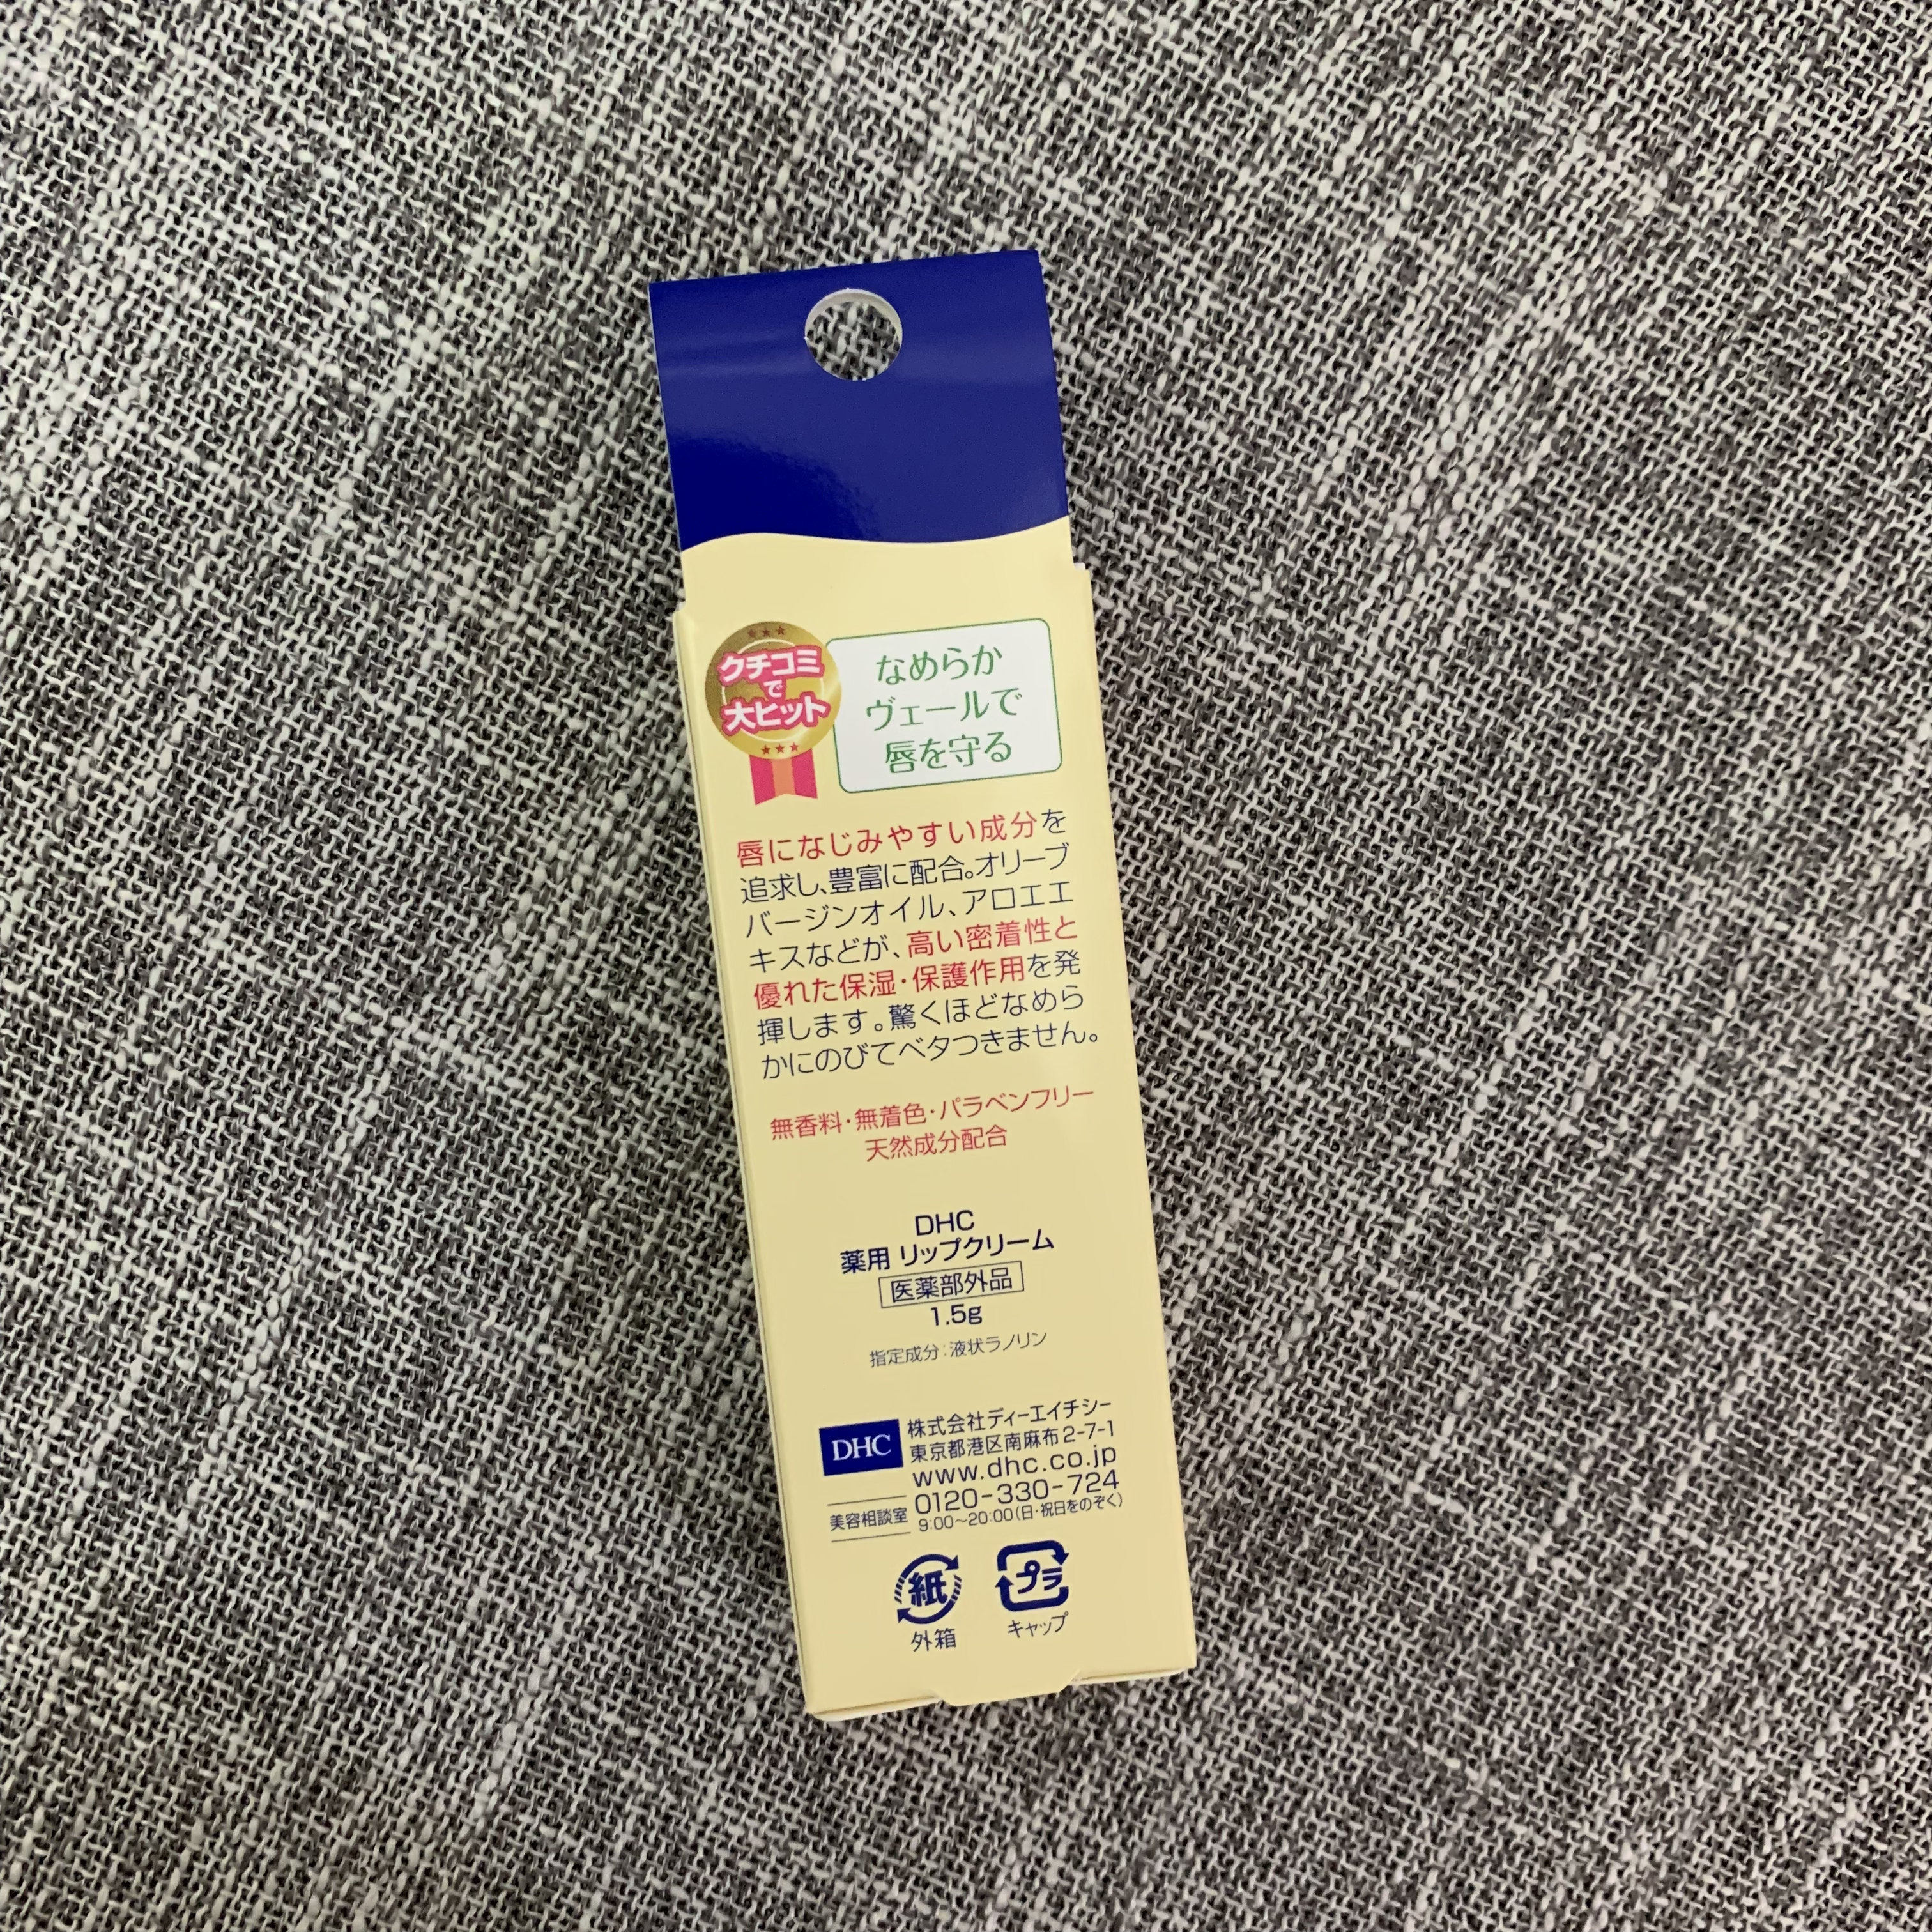 クチコミ
で
大ヒット
なめらか
ヴェールで
唇を守る
唇になじみやすい成分を
追求し、豊富に配合。オリーブ
バージンオイル、アロエエ
キスなどが、高い密着性と
優れた保湿・保護作用を発
揮します。驚くほどなめら
かにのびてベタつきません。
無香料・無着色・パラベンフリー
天然成分配合
DHC
薬用 リップクリーム
医薬部外品
1.5g
指定成分:液状ラノリン
DHC
株式会社ディーエイチシー
東京都港区南麻布2-7-1
www.dhc.co.jp
美容相談室
0120-330-724
9:00〜20:00(日・祝日をのぞく)
紙
外箱
プラ
キャップ